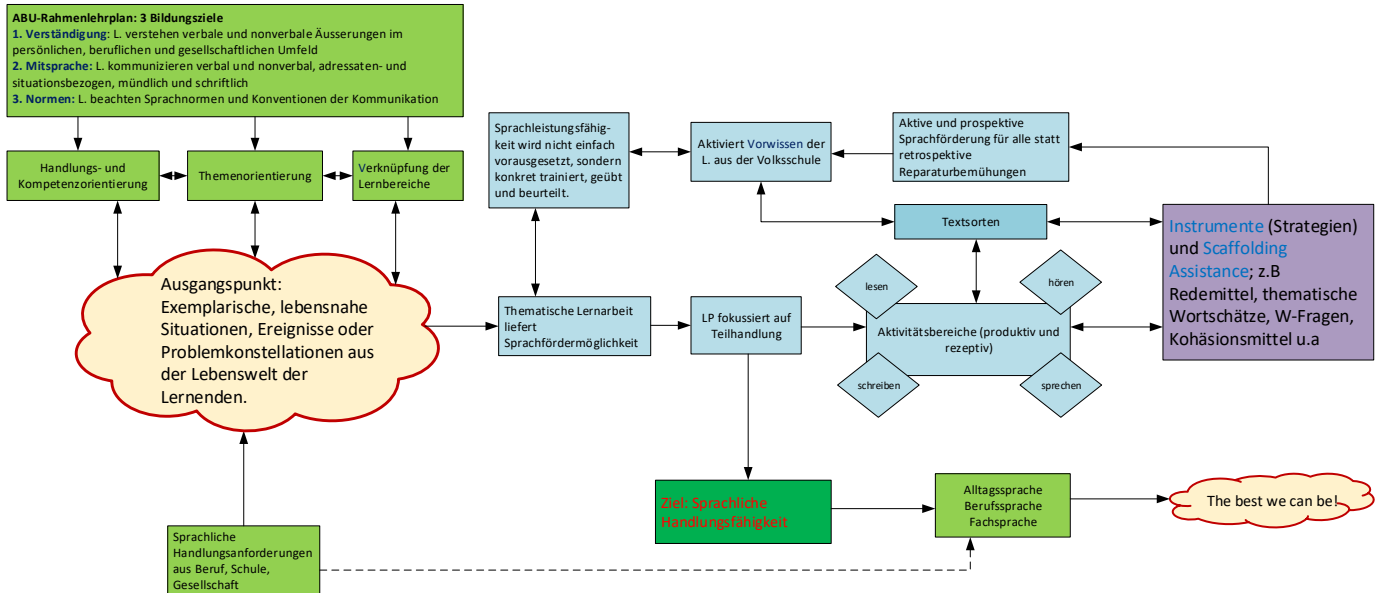 ABU-Rahmenlehrplan: 3 Bildungsziele
1. Verständigung: L. verstehen verbale und nonverbale Äusserungen im
persönlichen, beruflichen und gesellschaftlichen Umfeld
2. Mitsprache: L. kommunizieren verbal und nonverbal, adressaten- und
situationsbezogen, mündlich und schriftlich
3. Normen: L. beachten Sprachnormen und Konventionen der Kommunikation
Handlungs- und
Kompetenzorientierung
Themenorientierung
Verknüpfung der
Lernbereiche
Ausgangspunkt:
Exemplarische, lebensnahe
Situationen, Ereignisse oder
Problemkonstellationen aus
der Lebenswelt der
Lernenden.
Sprachliche
Handlungsanforderungen
aus Beruf, Schule,
Gesellschaft
Sprachleistungsfähig-
keit wird nicht einfach
vorausgesetzt, sondern
konkret trainiert, geübt
und beurteilt.
Aktiviert Vorwissen der
L. aus der Volksschule
Aktive und prospektive
Sprachförderung für alle statt
retrospektive
Reparaturbemühungen
Textsorten
Instrumente (Strategien)
und Scaffolding
Assistance; z.B
Redemittel, thematische
Wortschätze, W-Fragen,
Kohäsionsmittel u.a
Thematische Lernarbeit
liefert
Sprachfördermöglichkeit
LP fokussiert auf
Teilhandlung
lesen
hören
Aktivitätsbereiche (produktiv und
rezeptiv)
schreiben
sprechen
Ziel: Sprachliche
Handlungsfähigkeit
Alltagssprache
Berufssprache
Fachsprache
The best we can be!